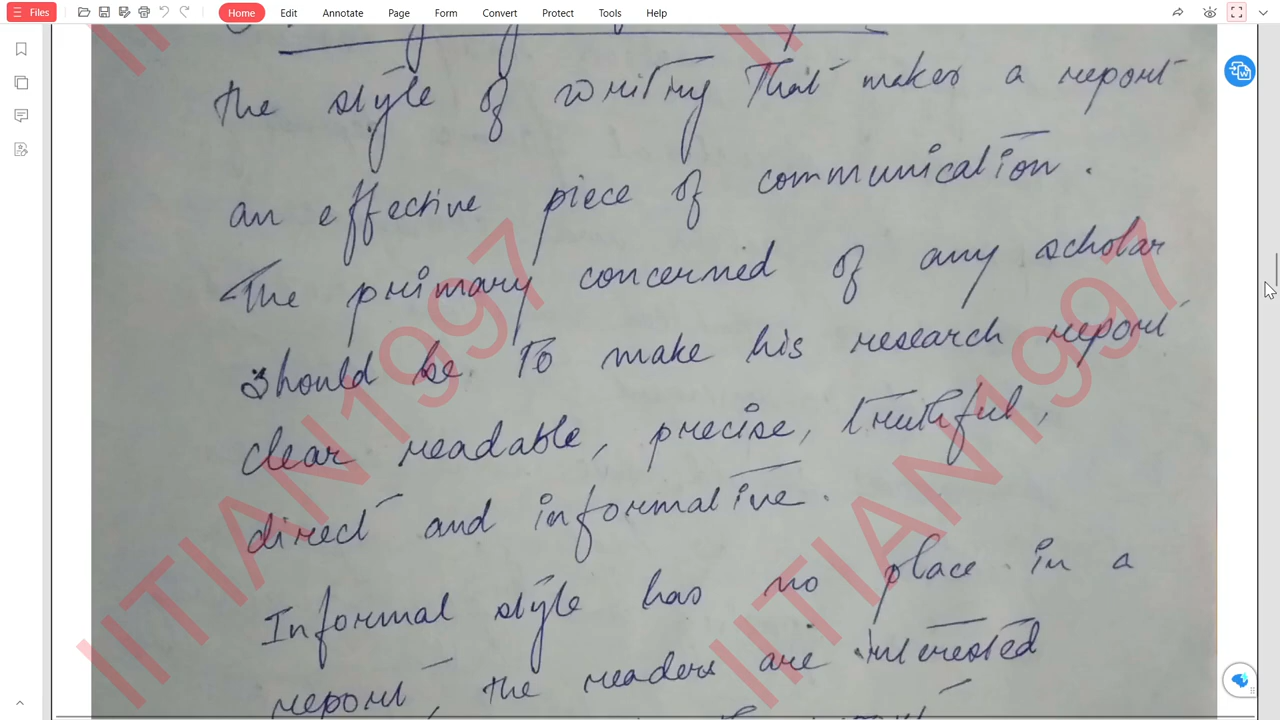 Files
Home Edit Annotate Page Form Convert Protect Tools Help
the style of writing that makes a report
an effective piece of communication.
The primary concerned of any scholar
should be to make his research report
clear readable, precise, truthful,
direct and informative.
Informal style has no place in a
report, the readers are interested
IITIAN1997
IITIAN1997